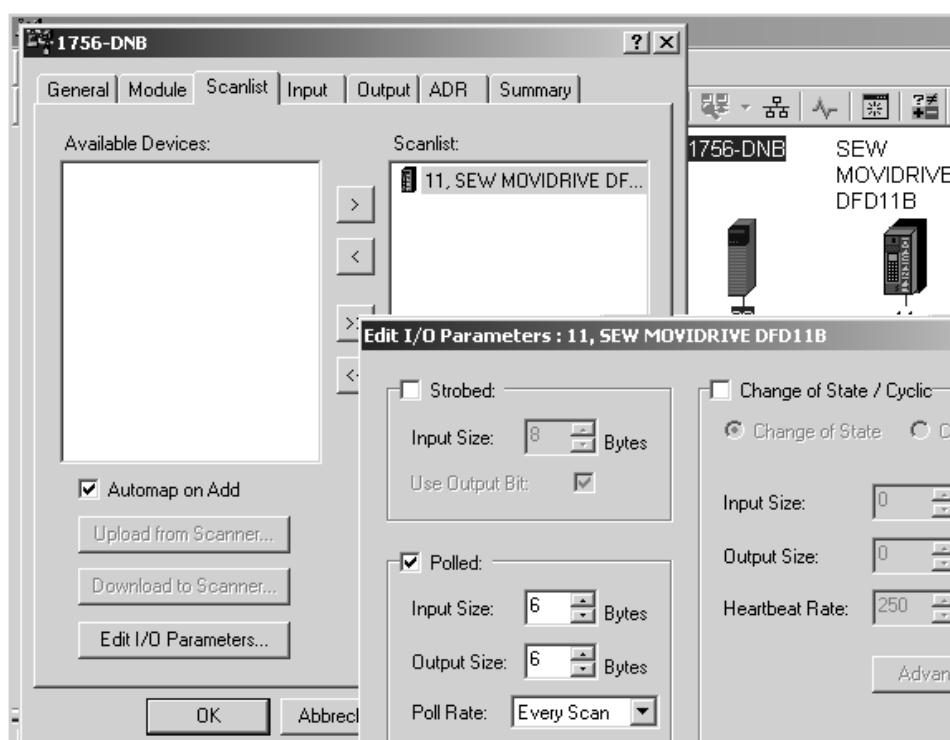 1756-DNB
General Module Scanlist Input Output ADR Summary
Available Devices:
Scanlist:
11, SEW MOVIDRIVE DF...
>
<
Automap on Add
Upload from Scanner...
Download to Scanner...
Edit I/O Parameters...
OK
Abbrec
1756-DNB
SEW
MOVIDRIVE
DFD11B
Edit I/O Parameters : 11, SEW MOVIDRIVE DFD11B
Strobed:
Input Size: 8 Bytes
Use Output Bit:
Polled:
Input Size: 6 Bytes
Output Size: 6 Bytes
Poll Rate: Every Scan
Change of State / Cyclic
Change of State C
Input Size: 0
Output Size: 0
Heartbeat Rate: 250
Advan